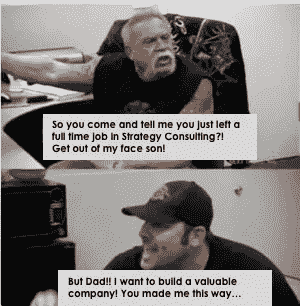 So you come and tell me you just left a
full time job in Strategy Consulting?!
Get out of my face son!
But Dad!! I want to build a valuable
company! You made me this way...